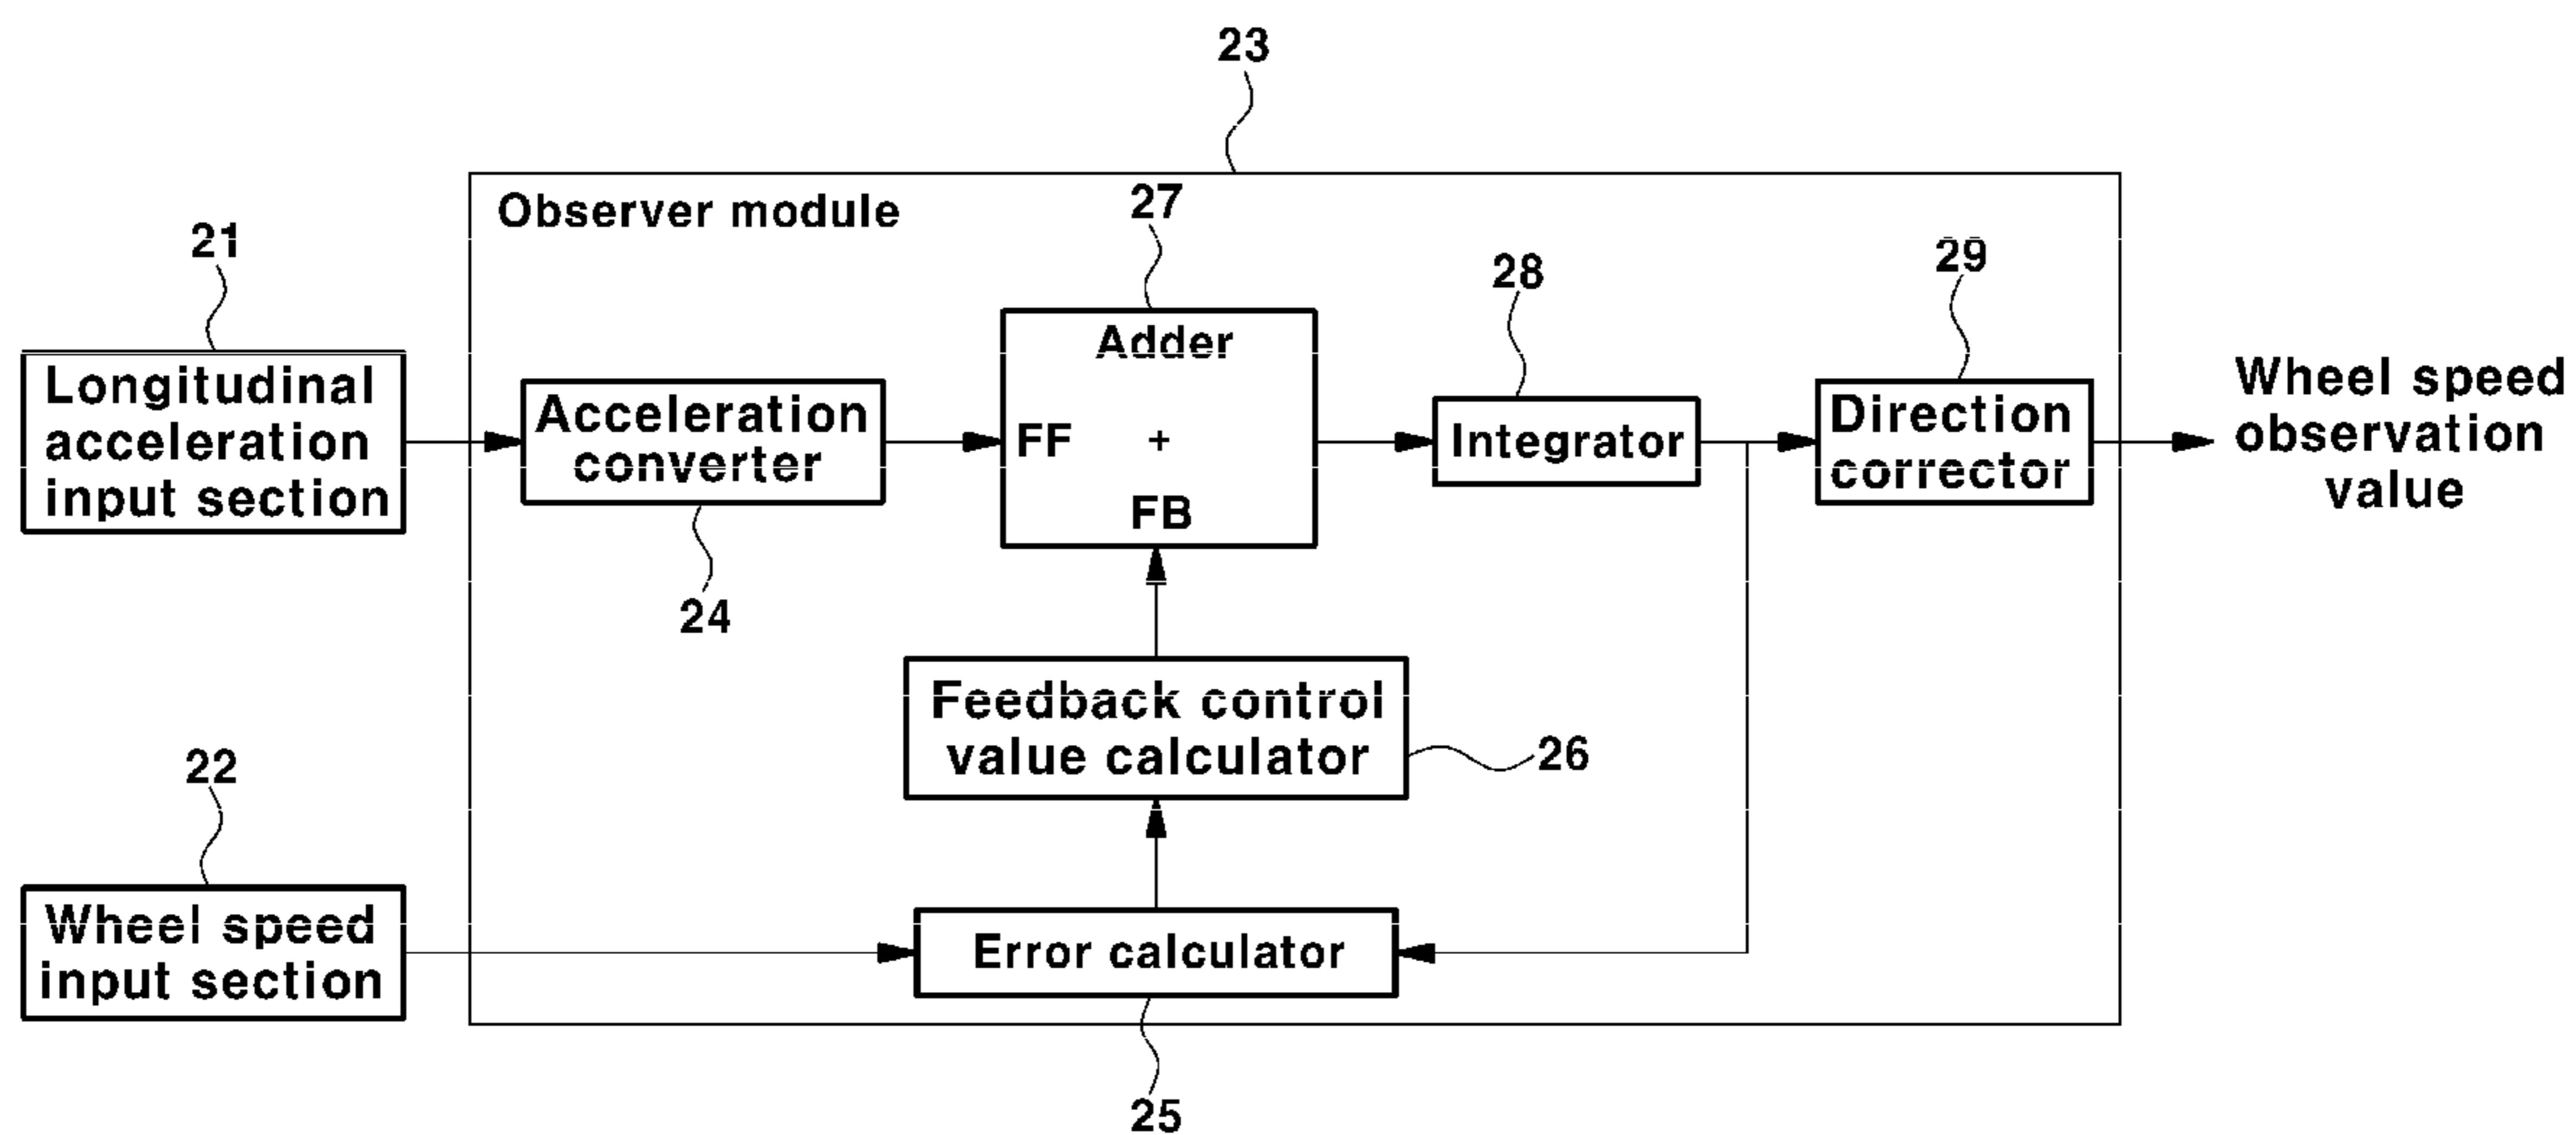 23
Observer module
27
21
28
29
Longitudinal
acceleration
input section
Acceleration
converter
24
Adder
FF
+
FB
Integrator
Direction
corrector
Wheel speed
observation
value
Feedback control
value calculator
26
22
Wheel speed
input section
Error calculator
25